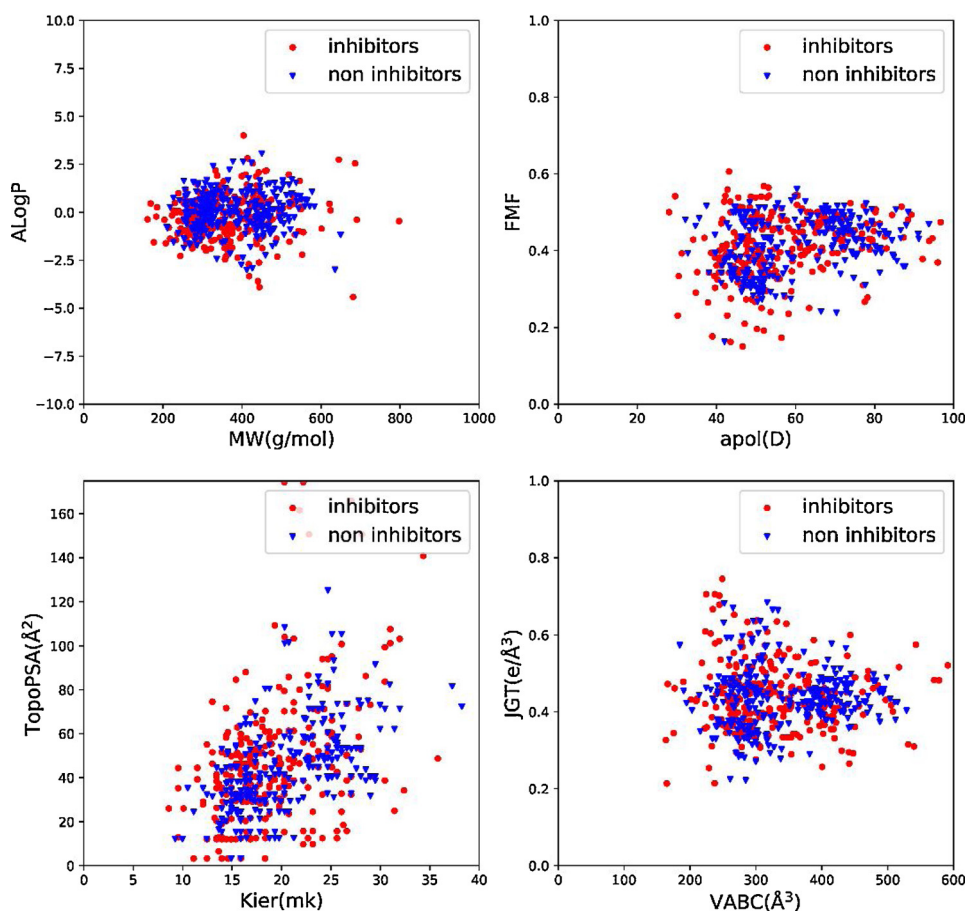 10.0
7.5
5.0
2.5
0.0
−2.5
−5.0
−7.5
−10.0
ALogP
inhibitors
non inhibitors
0 200 400 600 800 1000
MW(g/mol)
1.0
0.8
0.6
0.4
0.2
0.0
FMF
inhibitors
non inhibitors
0 20 40 60 80 100
apol(D)
160
140
120
100
80
60
40
20
0
TopoPSA(Å²)
inhibitors
non inhibitors
0 5 10 15 20 25 30 35 40
Kier(mk)
1.0
0.8
0.6
0.4
0.2
0.0
JGT(e/Å³)
inhibitors
non inhibitors
0 100 200 300 400 500 600
VABC(Å³)